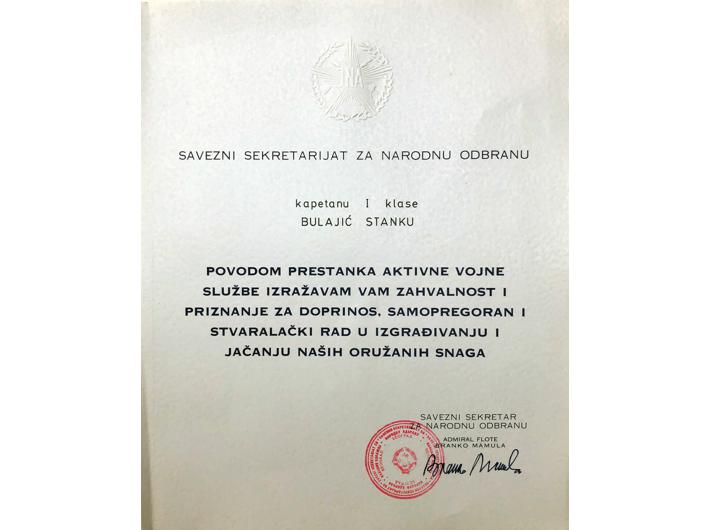 JNA
SAVEZNI SEKRETARIJAT ZA NARODNU ODBRANU
kapetanu I klase
BULAJIĆ STANKU
POVODOM PRESTANKA AKTIVNE VOJNE
SLUŽBE IZRAŽAVAM VAM ZAHVALNOST I
PRIZNANJE ZA DOPRINOS, SAMOPREGORAN I
STVARALAČKI RAD U IZGRAĐIVANJU I
JAČANJU NAŠIH ORUŽANIH SNAGA
SAVEZNI SEKRETAR
ZA NARODNU ODBRANU
ADMIRAL FLOTE
BRANKO MAMULA